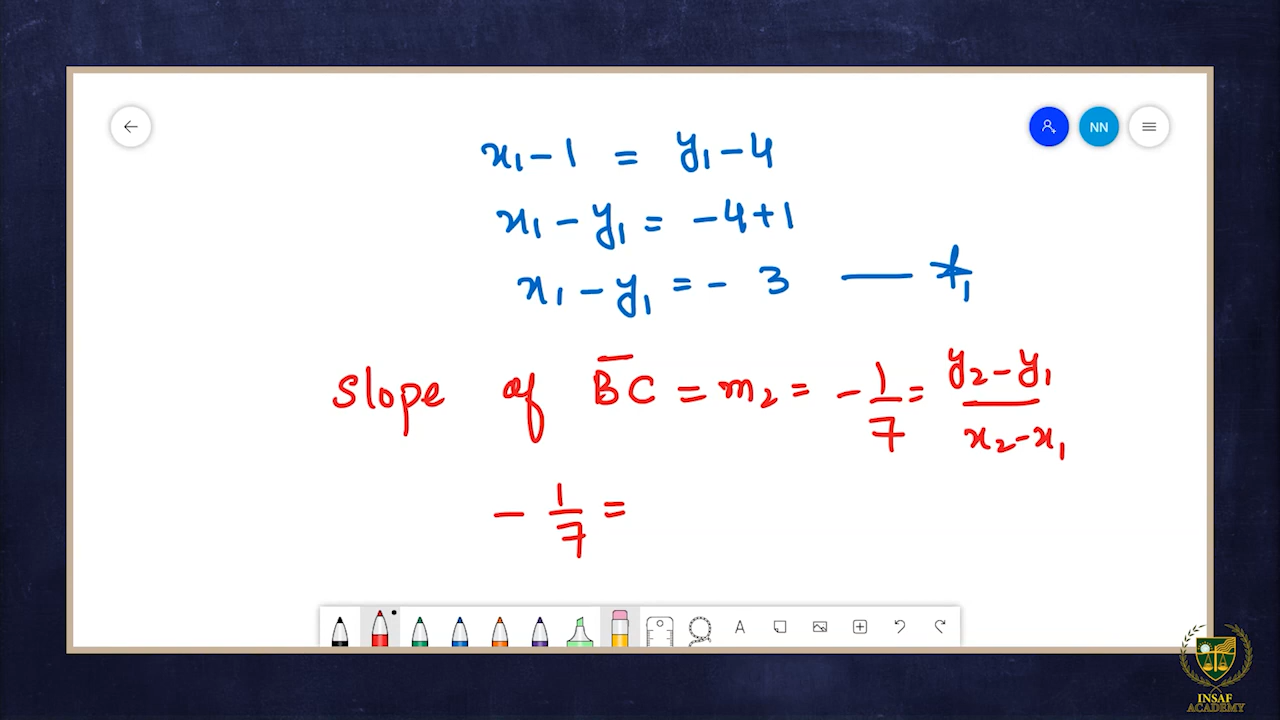 NN
x₁ - 1 = y₁ - 4
x₁ - y₁ = -4 + 1
x₁ - y₁ = - 3 — *₁
Slope of B̅C̅ = m₂ = - 1/7 = (y₂ - y₁)/(x₂ - x₁)
- 1/7 =
A
INSAF
ACADEMY